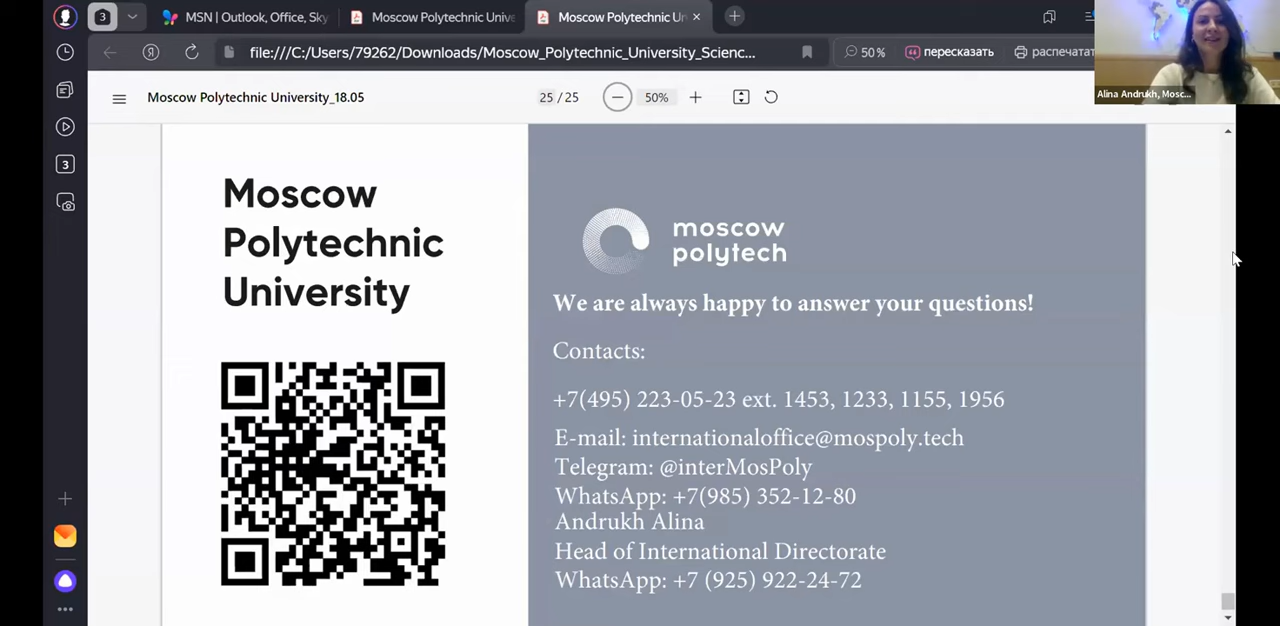 3
MSN | Outlook, Office, Sky
Moscow Polytechnic Unive
Moscow Polytechnic U
file:///C:/Users/79262/Downloads/Moscow_Polytechnic_University_Scienc...
50%
пересказать
распечатат
Alina Andrukh, Mosc...
Moscow Polytechnic University_18.05
25 / 25
50%
3
Moscow
Polytechnic
University
moscow
polytech
We are always happy to answer your questions!
Contacts:
+7(495) 223-05-23 ext. 1453, 1233, 1155, 1956
E-mail: internationaloffice@mospoly.tech
Telegram: @interMosPoly
WhatsApp: +7(985) 352-12-80
Andrukh Alina
Head of International Directorate
WhatsApp: +7 (925) 922-24-72